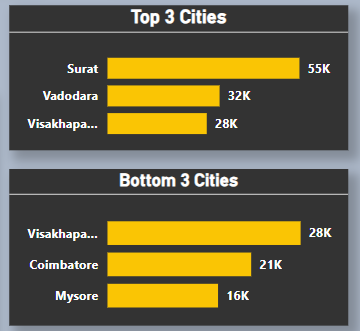 Top 3 Cities
Surat 55K
Vadodara 32K
Visakhapa... 28K
Bottom 3 Cities
Visakhapa... 28K
Coimbatore 21K
Mysore 16K